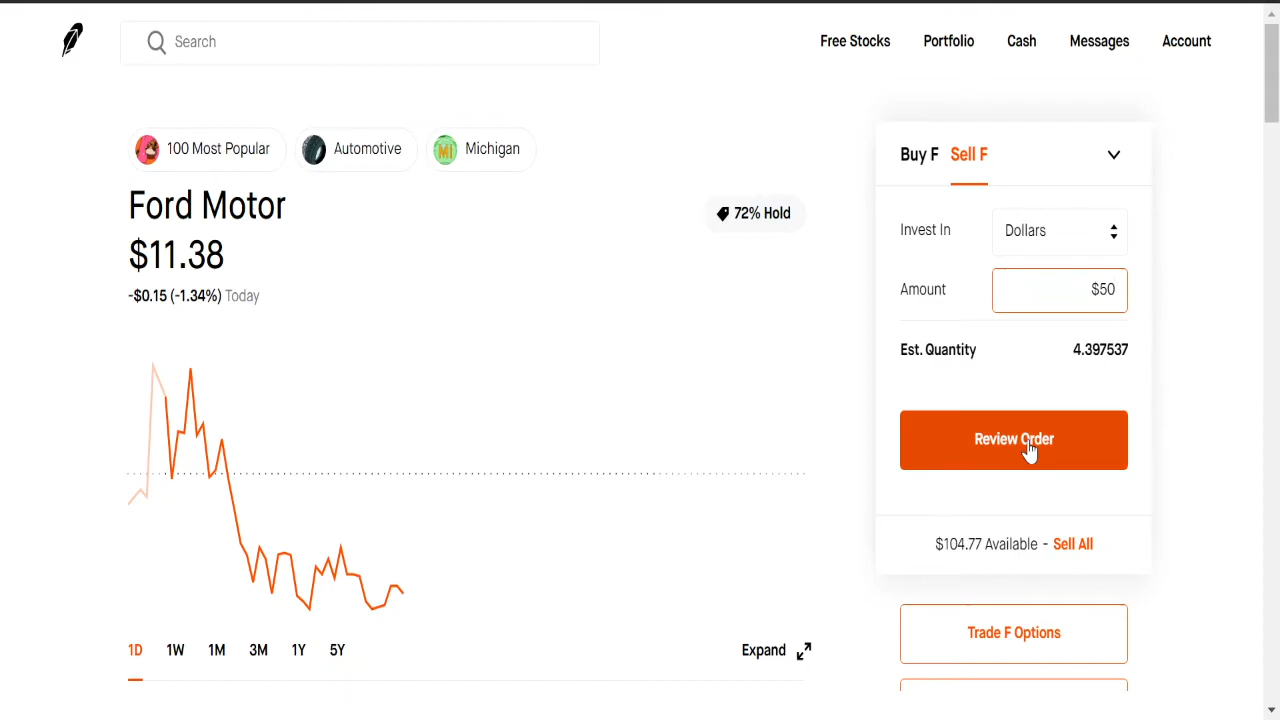 Search
Free Stocks Portfolio Cash Messages Account
100 Most Popular Automotive MI Michigan
Ford Motor
$11.38
-$0.15 (-1.34%) Today
72% Hold
Buy F Sell F
Invest In Dollars
Amount $50
Est. Quantity 4.397537
Review Order
$104.77 Available - Sell All
Trade F Options
1D 1W 1M 3M 1Y 5Y
Expand